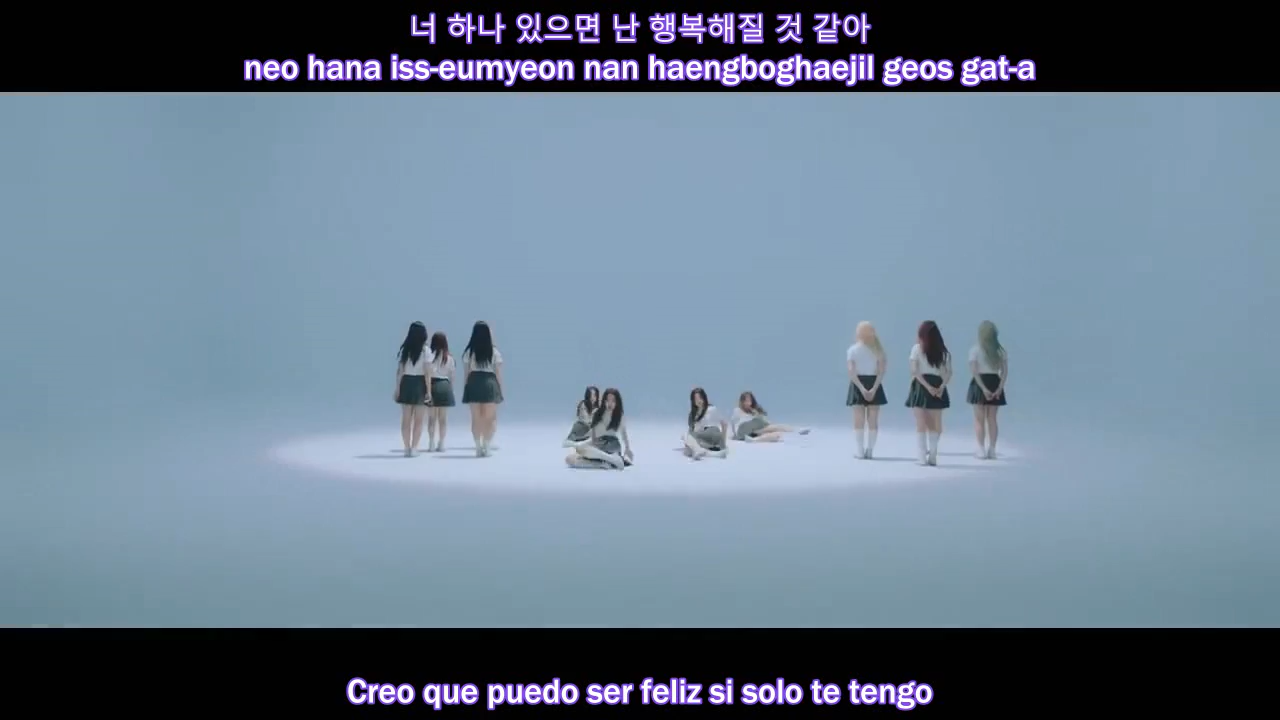 너 하나 있으면 난 행복해질 것 같아
neo hana iss-eumyeon nan haengboghaejil geos gat-a
Creo que puedo ser feliz si solo te tengo